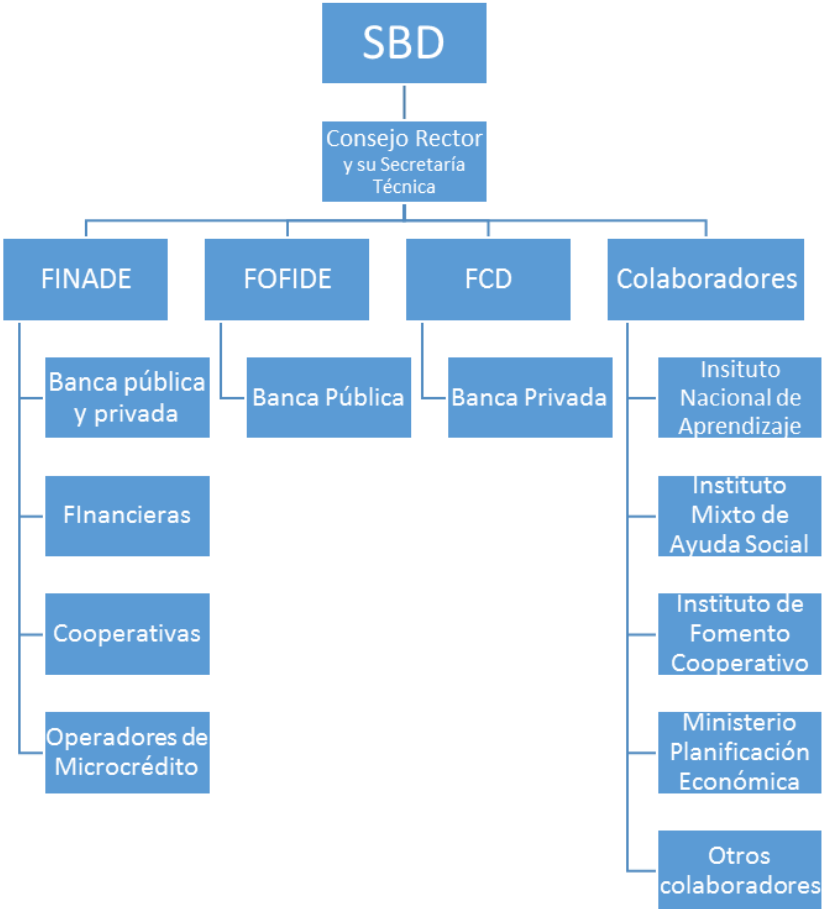 SBD
Consejo Rector
y su Secretaría
Técnica
FINADE
FOFIDE
FCD
Colaboradores
Banca pública
y privada
FInancieras
Cooperativas
Operadores de
Microcrédito
Banca Pública
Banca Privada
Insituto
Nacional de
Aprendizaje
Instituto
Mixto de
Ayuda Social
Instituto de
Fomento
Cooperativo
Ministerio
Planificación
Económica
Otros
colaboradores